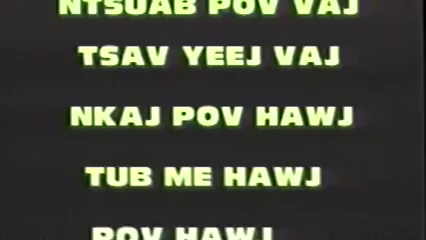 NTSUAB POV VAJ
TSAV YEEJ VAJ
NKAJ POV HAWJ
TUB ME HAWJ
POV HAWJ